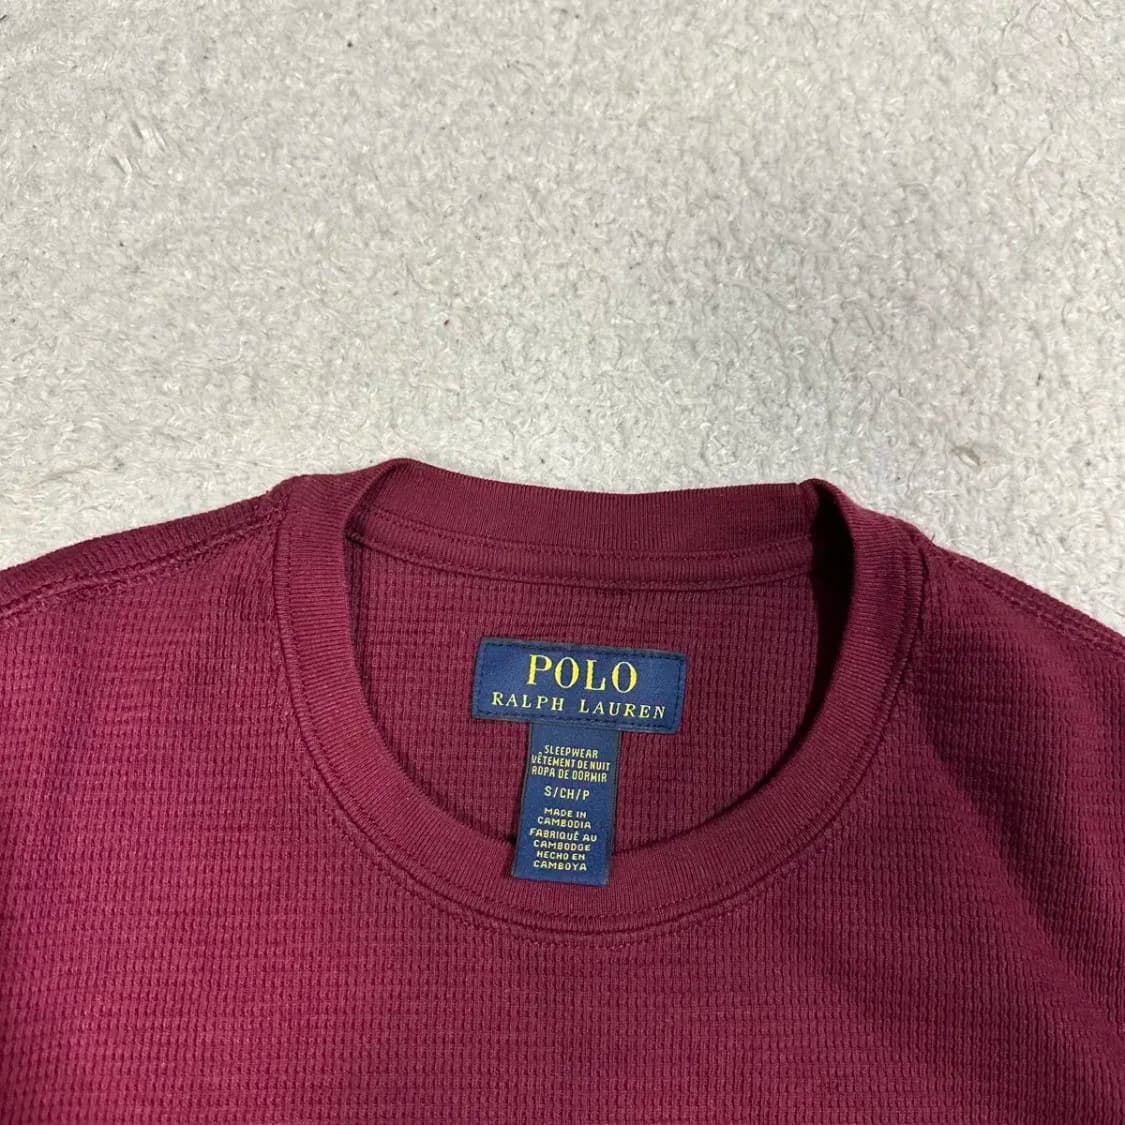 POLO
RALPH LAUREN
SLEEPWEAR
VÊTEMENT DE NUIT
ROPA DE DORMIR
S/CH/P
MADE IN
CAMBODIA
FABRIQUÉ AU
CAMBODGE
HECHO EN
CAMBOYA